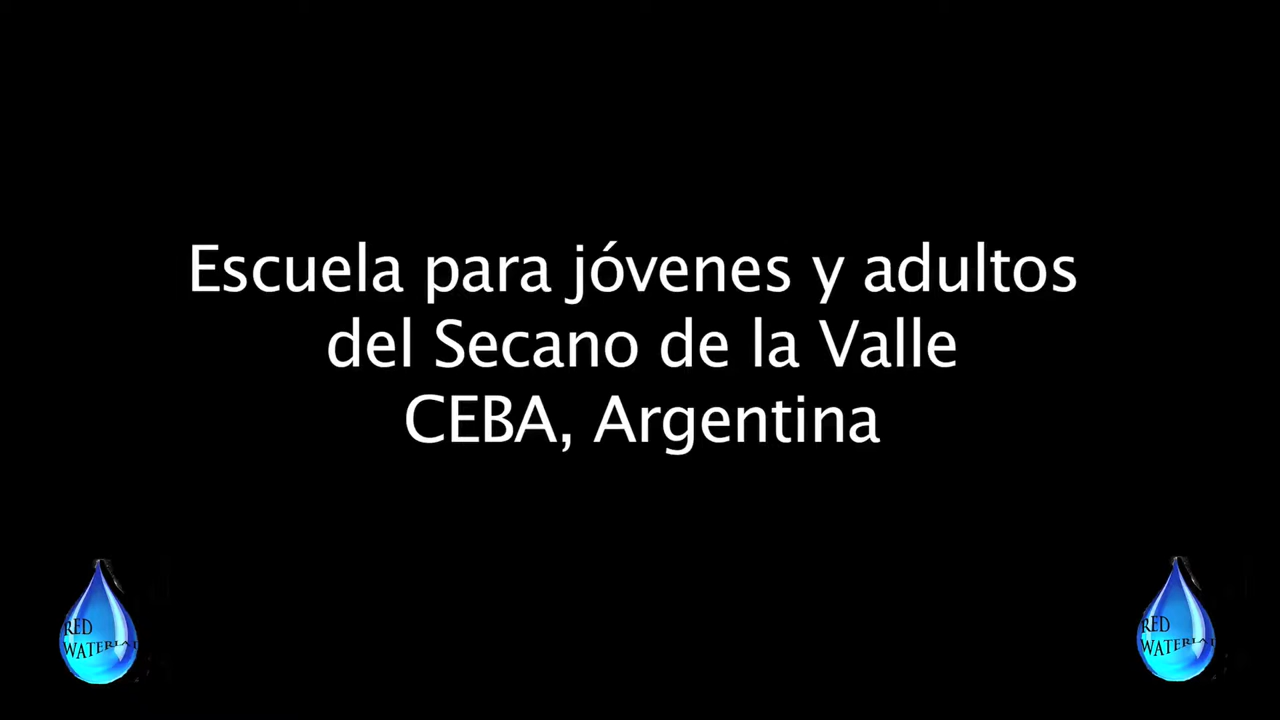 Escuela para jóvenes y adultos
del Secano de la Valle
CEBA, Argentina
RED
RED